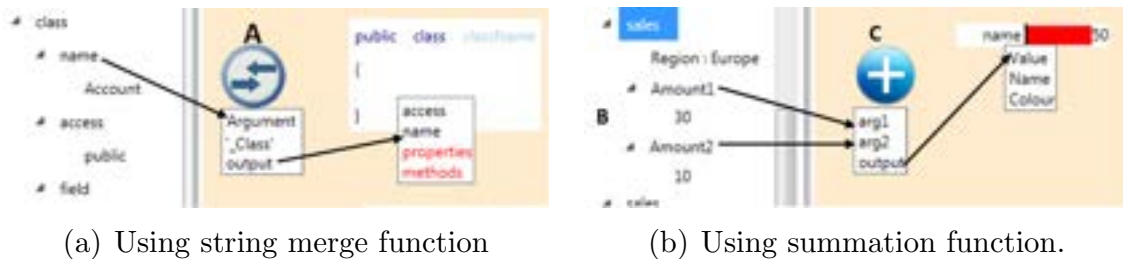 class
name
Account
access
public
field
A
Argument
'_Class'
output
public class classname
{
}
access
name
properties
methods
sales
Region : Europe
Amount1
30
B
Amount2
10
sales
C
arg1
arg2
output
name 50
Value
Name
Colour
(a) Using string merge function
(b) Using summation function.